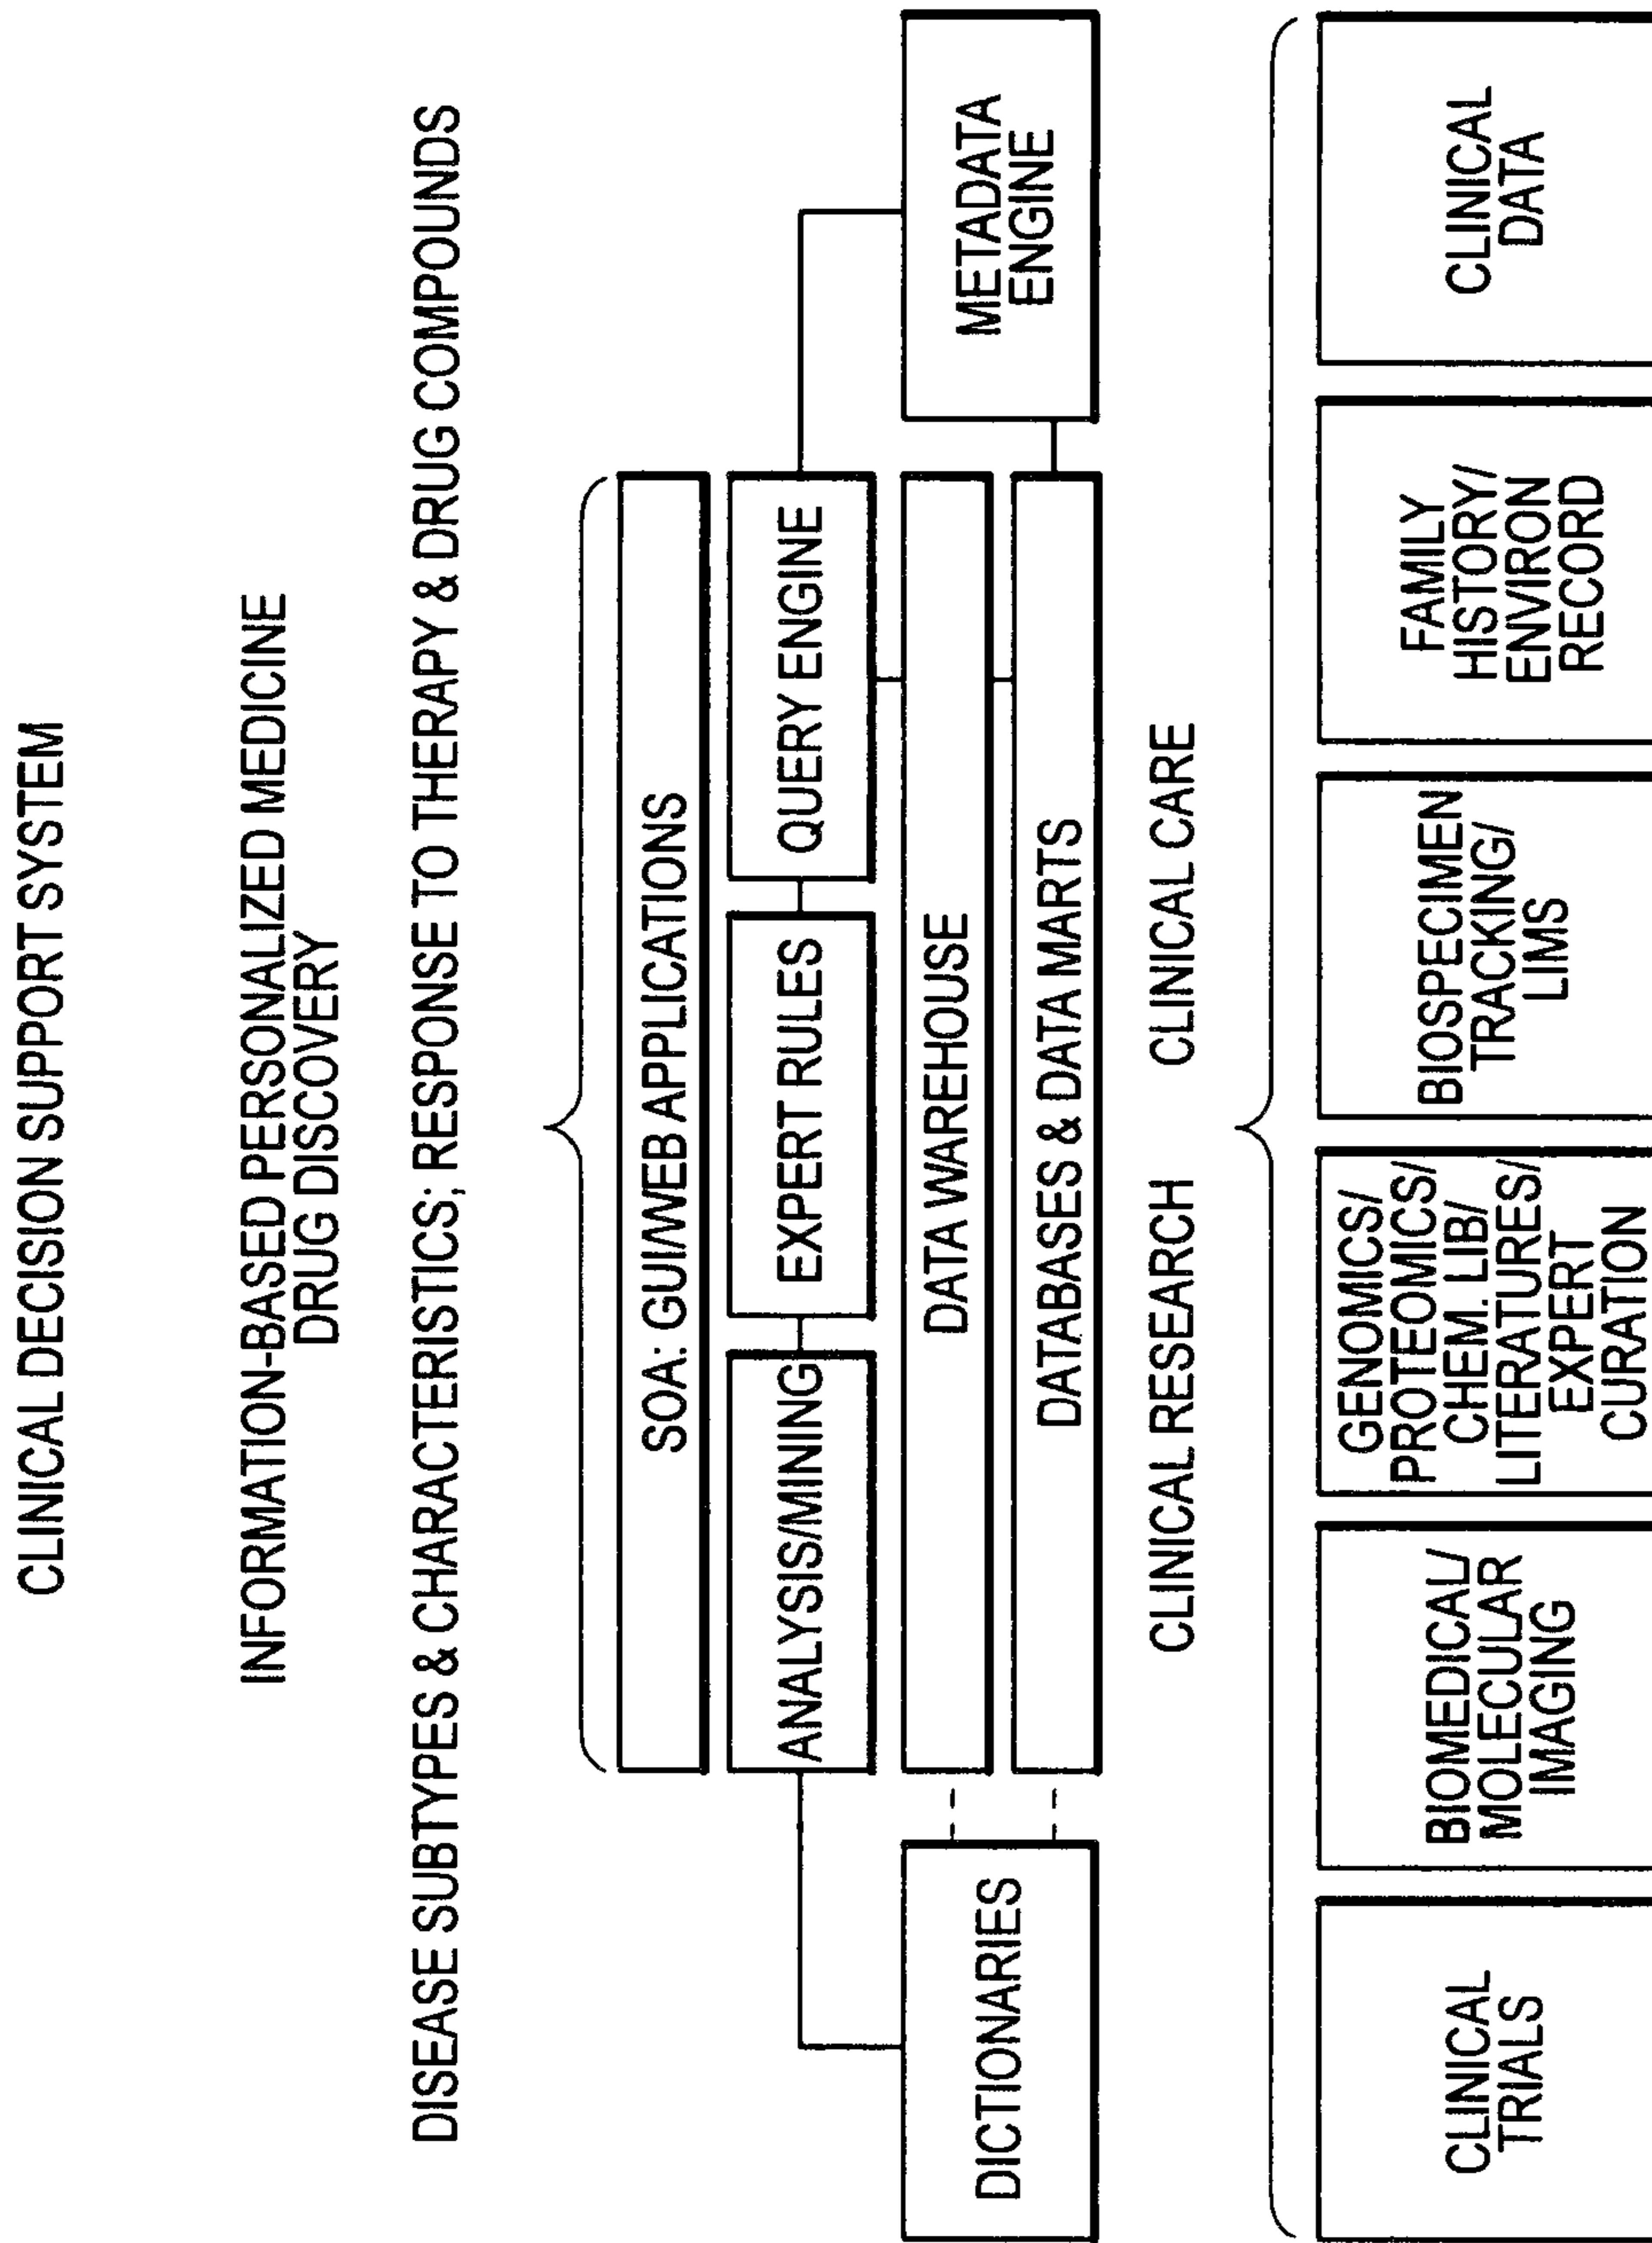 CLINICAL DECISION SUPPORT SYSTEM
INFORMATION-BASED PERSONALIZED MEDICINE
DRUG DISCOVERY
DISEASE SUBTYPES & CHARACTERISTICS; RESPONSE TO THERAPY & DRUG COMPOUNDS
SOA: GUI/WEB APPLICATIONS
ANALYSIS/MINING
EXPERT RULES
QUERY ENGINE
DICTIONARIES
DATA WAREHOUSE
METADATA
ENGINE
DATABASES & DATA MARTS
CLINICAL RESEARCH
CLINICAL CARE
CLINICAL
TRIALS
BIOMEDICAL/
MOLECULAR
IMAGING
GENOMICS/
PROTEOMICS/
CHEM. LIB/
LITERATURES/
EXPERT
CURATION
BIOSPECIMEN
TRACKING/
LIMS
FAMILY
HISTORY/
ENVIRON
RECORD
CLINICAL
DATA